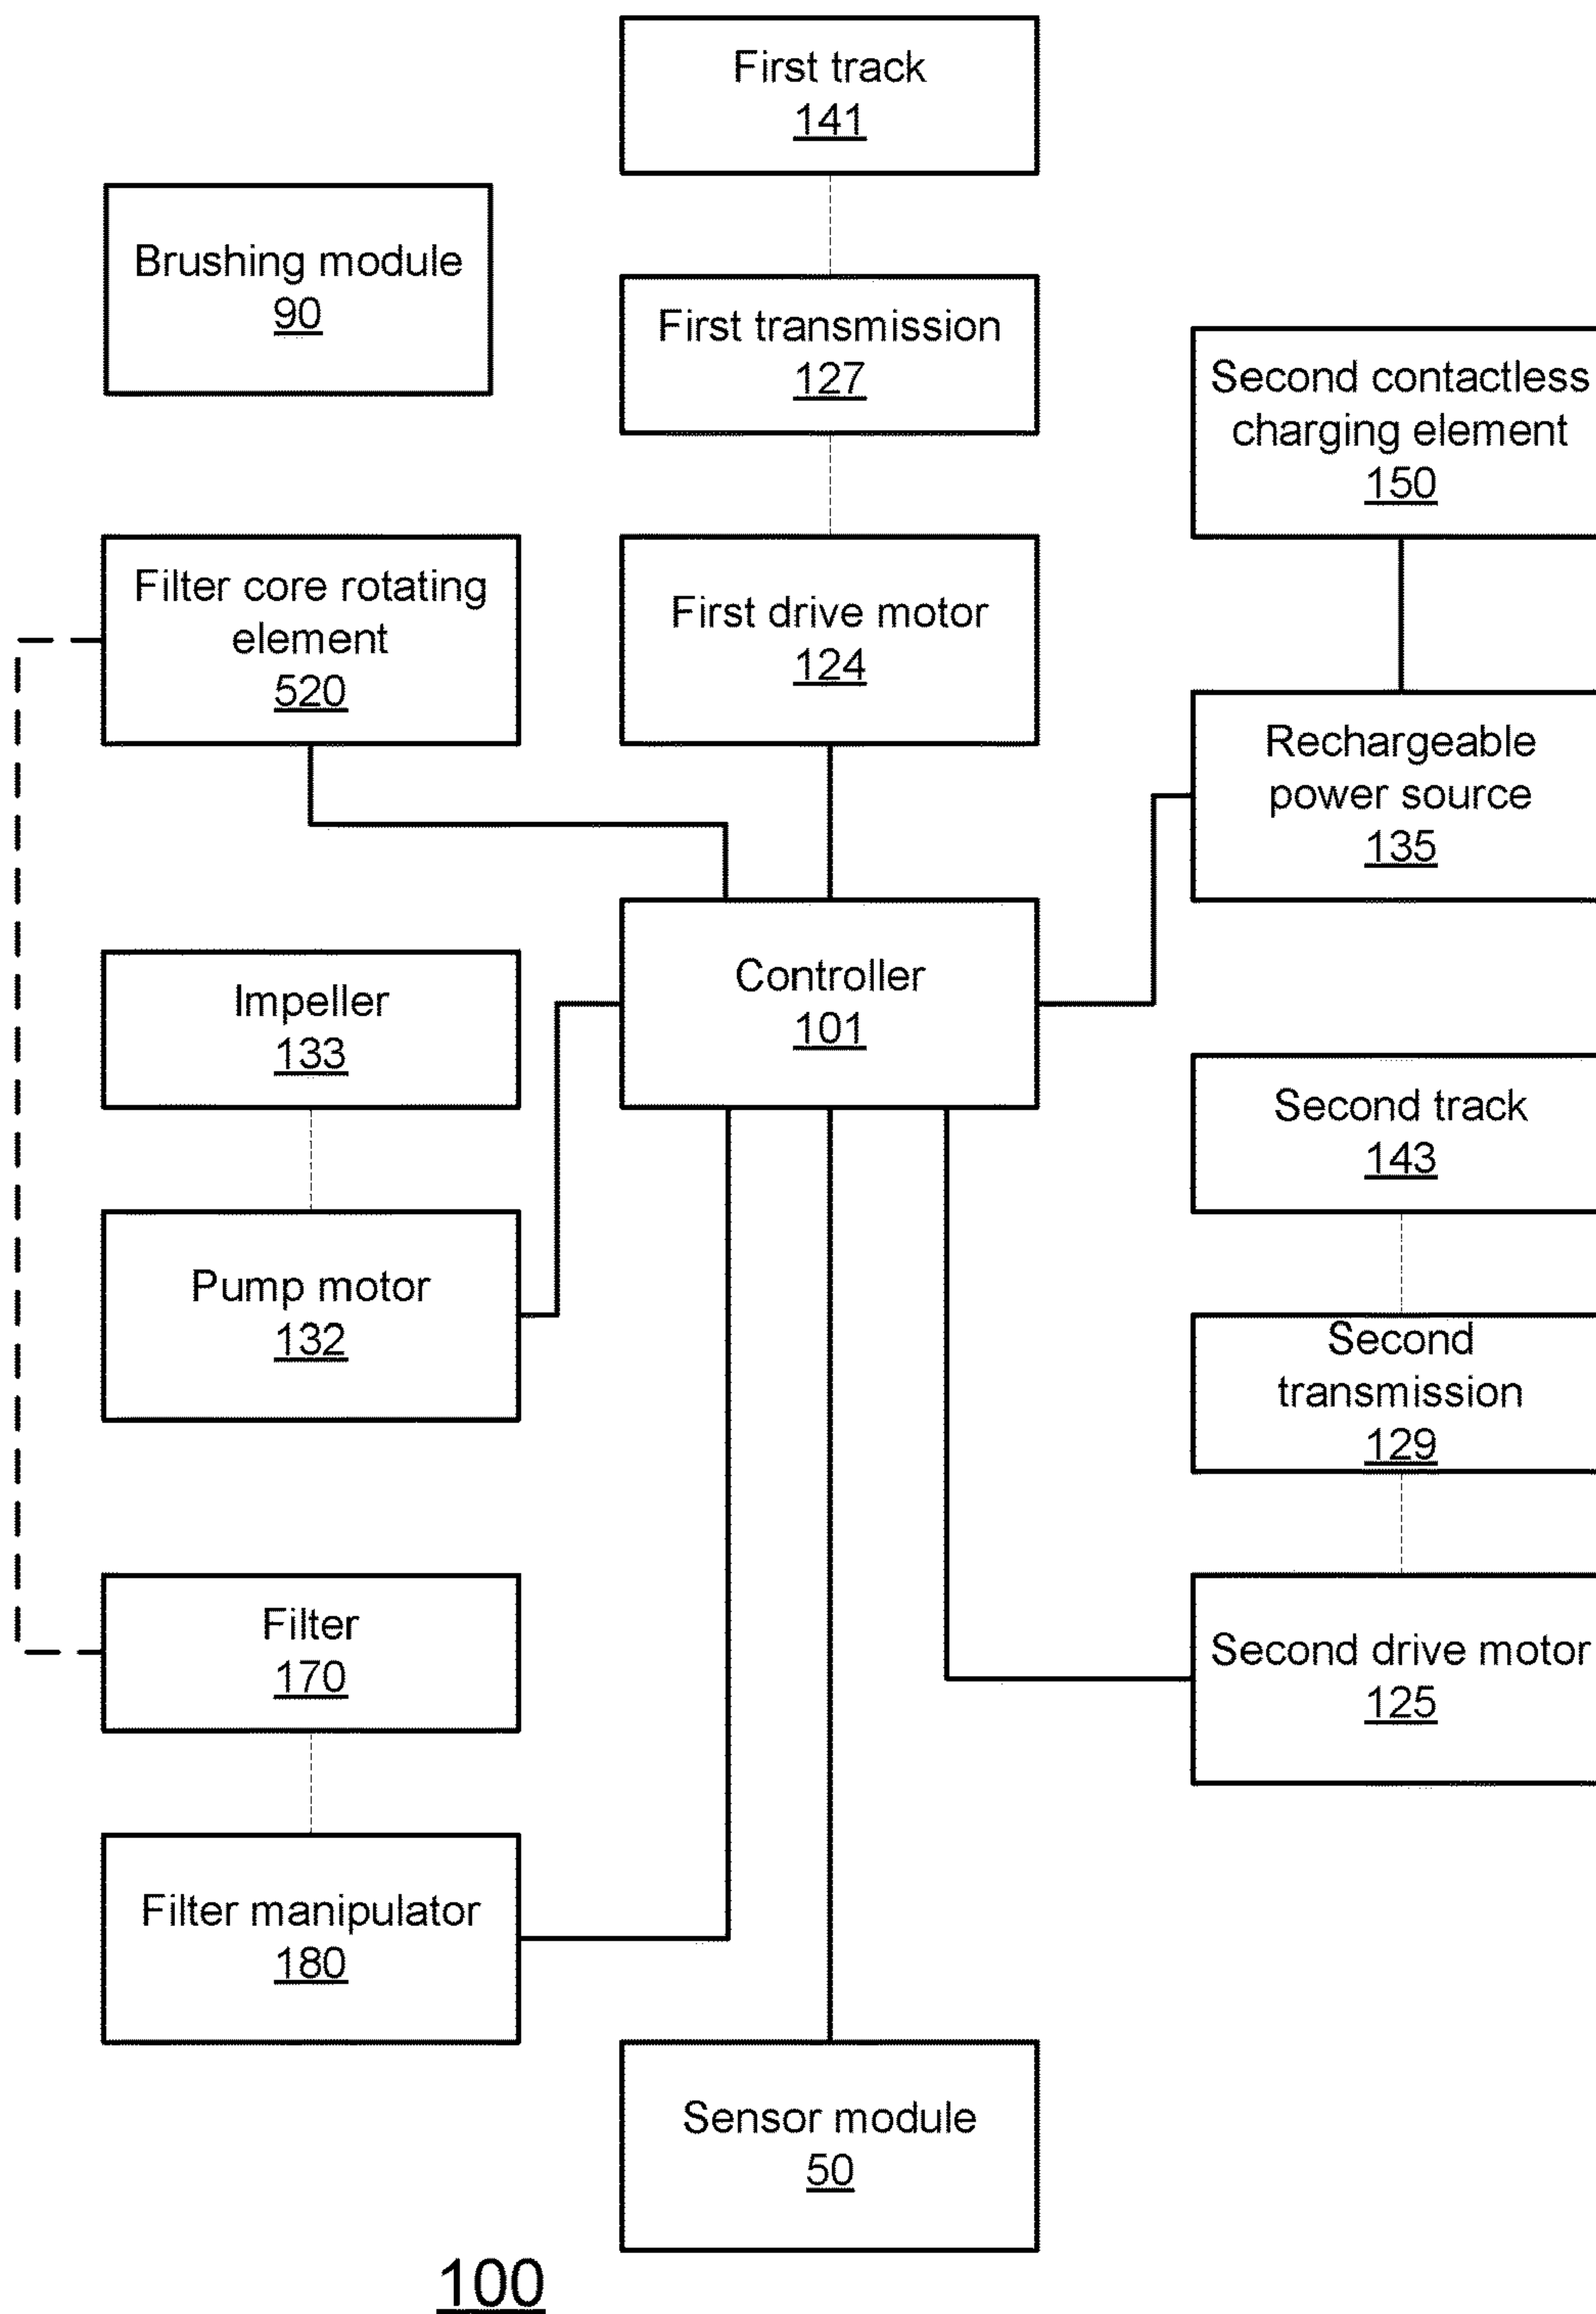 First track
141
Brushing module
90
First transmission
127
Second contactless
charging element
150
Filter core rotating
element
520
First drive motor
124
Rechargeable
power source
135
Impeller
133
Controller
101
Second track
143
Pump motor
132
Second
transmission
129
Filter
170
Second drive motor
125
Filter manipulator
180
Sensor module
50
100